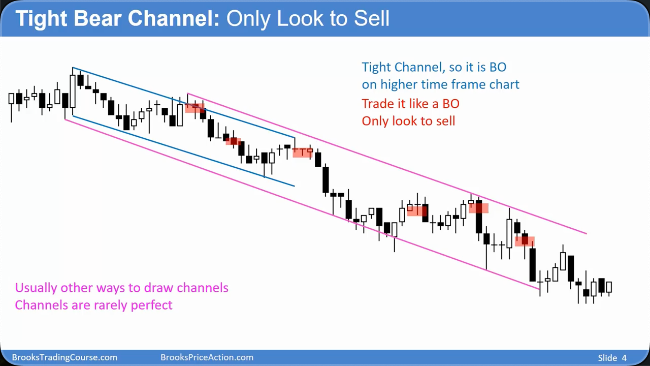 Tight Bear Channel: Only Look to Sell
Tight Channel, so it is BO
on higher time frame chart
Trade it like a BO
Only look to sell
Usually other ways to draw channels
Channels are rarely perfect
BrooksTradingCourse.com
BrooksPriceAction.com
Slide 4